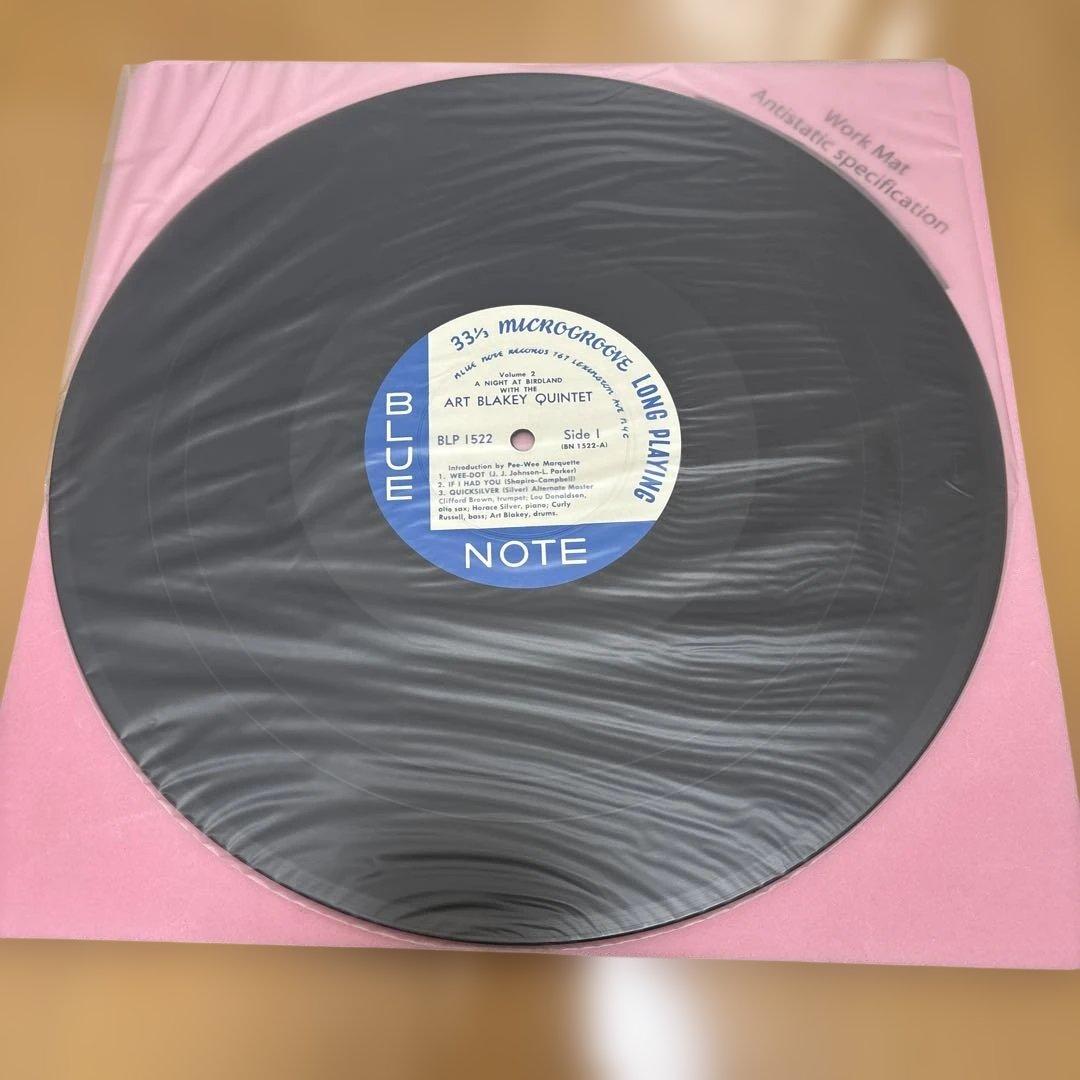 Work Mat
Antistatic specification
33⅓ MICROGROOVE LONG PLAYING
BLUE NOTE RECORDS 767 LEXINGTON AVE NYC
Volume 2
A NIGHT AT BIRDLAND
WITH THE
ART BLAKEY QUINTET
BLP 1522
Side 1
(BN 1522-A)
Introduction by Pee-Wee Marquette
1. WEE-DOT (J. J. Johnson-L. Parker)
2. IF I HAD YOU (Shapiro-Campbell)
3. QUICKSILVER (Silver) Alternate Master
Clifford Brown, trumpet; Lou Donaldson,
alto sax; Horace Silver, piano; Curly
Russell, bass; Art Blakey, drums.
BLUE
NOTE